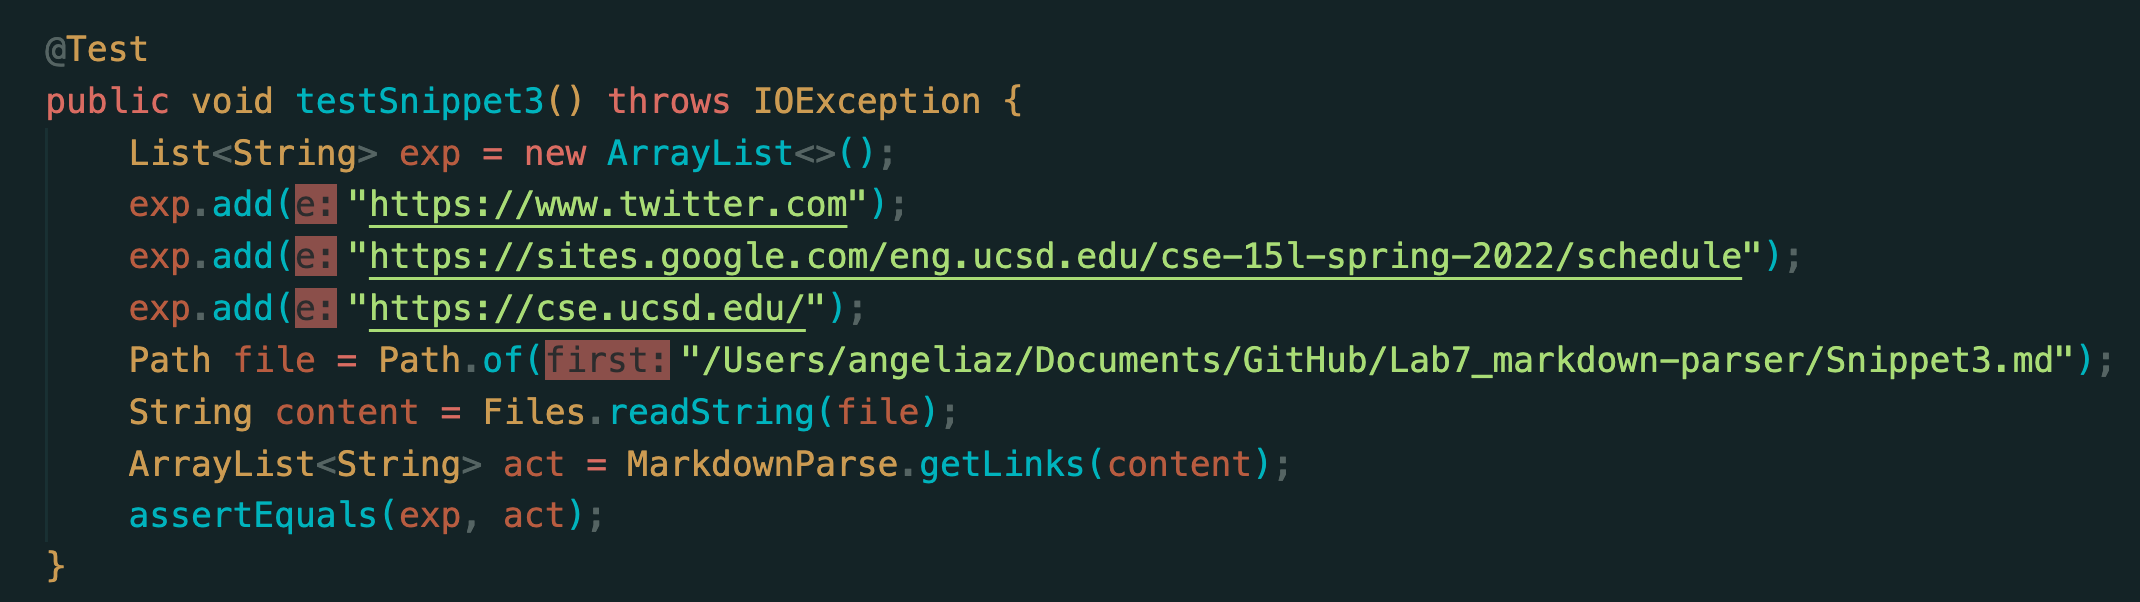 @Test
public void testSnippet3() throws IOException {
List<String> exp = new ArrayList<>();
exp.add(e: "https://www.twitter.com");
exp.add(e: "https://sites.google.com/eng.ucsd.edu/cse-15l-spring-2022/schedule");
exp.add(e: "https://cse.ucsd.edu/");
Path file = Path.of(first: "/Users/angeliaz/Documents/GitHub/Lab7_markdown-parser/Snippet3.md");
String content = Files.readString(file);
ArrayList<String> act = MarkdownParse.getLinks(content);
assertEquals(exp, act);
}